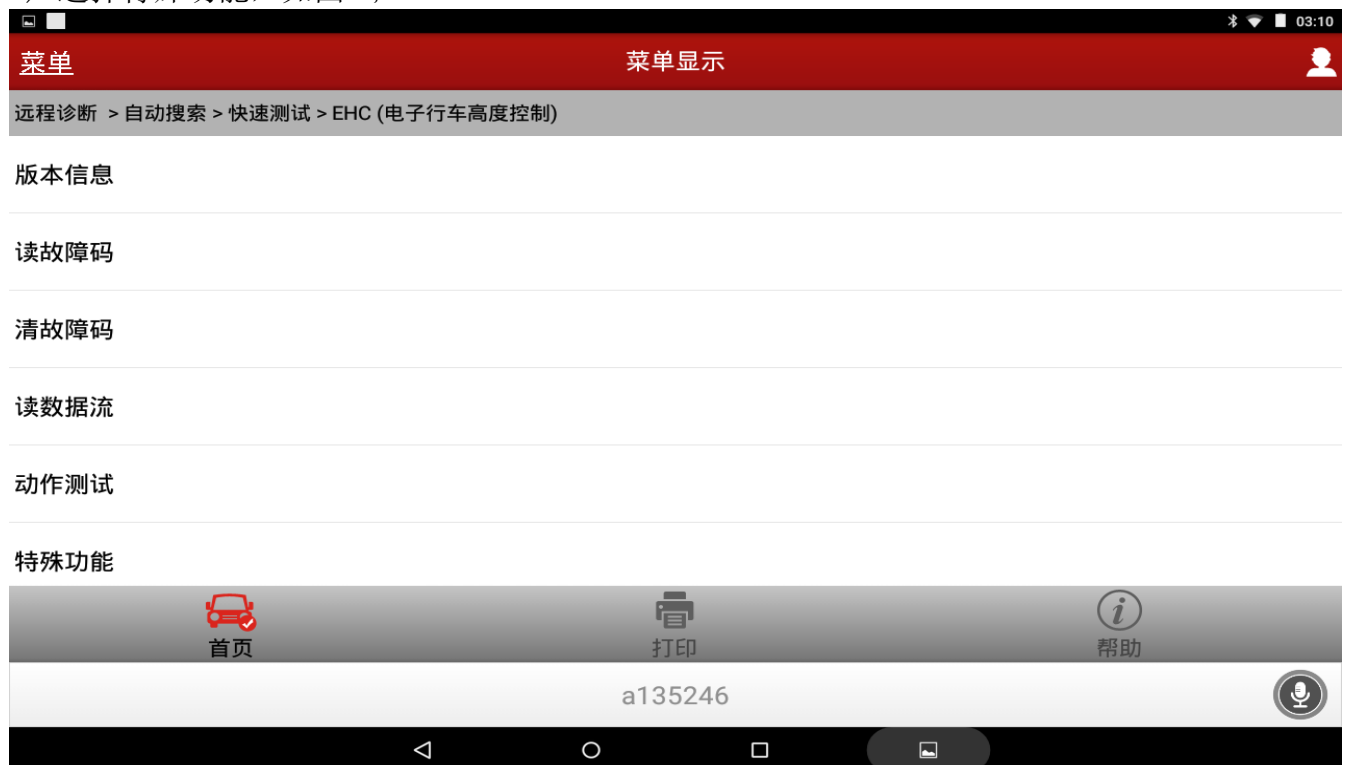 03:10
菜单 菜单显示
远程诊断 > 自动搜索 > 快速测试 > EHC (电子行车高度控制)
版本信息
读故障码
清故障码
读数据流
动作测试
特殊功能
首页 打印 帮助
a135246